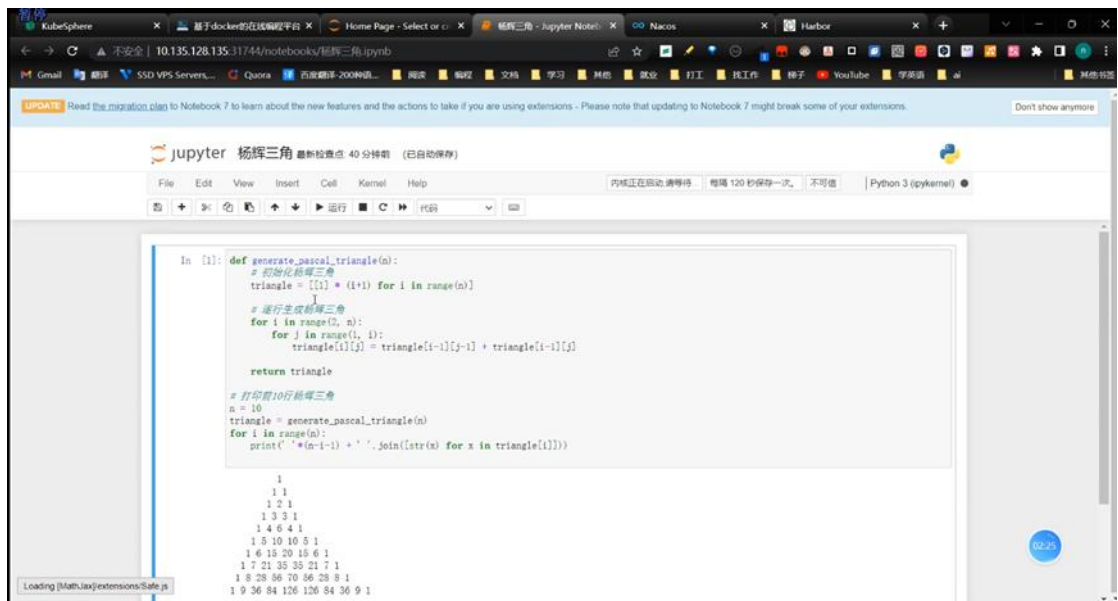 暂停
KubeSphere
基于docker的在线编程平台
Home Page - Select or c
杨辉三角 - Jupyter Noteb
Nacos
Harbor
不安全 | 10.135.128.135:31744/notebooks/杨辉三角.ipynb
Gmail 翻译 SSD VPS Servers,... Quora 百度翻译-200种语... 阅读 编程 文档 学习 其他 就业 打工 找工作 梯子 YouTube 学英语 ai 其他书签
UPDATE Read the migration plan to Notebook 7 to learn about the new features and the actions to take if you are using extensions - Please note that updating to Notebook 7 might break some of your extensions. Don't show anymore
jupyter 杨辉三角 最新检查点: 40 分钟前 (已自动保存)
File Edit View Insert Cell Kernel Help 内核正在启动,请等待... 每隔 120 秒保存一次。 不可信 Python 3 (ipykernel)
运行 代码
In [1]: def generate_pascal_triangle(n):
# 初始化杨辉三角
triangle = [[1] * (i+1) for i in range(n)]
# 逐行生成杨辉三角
for i in range(2, n):
for j in range(1, i):
triangle[i][j] = triangle[i-1][j-1] + triangle[i-1][j]
return triangle
# 打印前10行杨辉三角
n = 10
triangle = generate_pascal_triangle(n)
for i in range(n):
print(' '*(n-i-1) + ' '.join([str(x) for x in triangle[i]]))
1
1 1
1 2 1
1 3 3 1
1 4 6 4 1
1 5 10 10 5 1
1 6 15 20 15 6 1
1 7 21 35 35 21 7 1
1 8 28 56 70 56 28 8 1
1 9 36 84 126 126 84 36 9 1
02:25
Loading [MathJax]/extensions/Safe.js